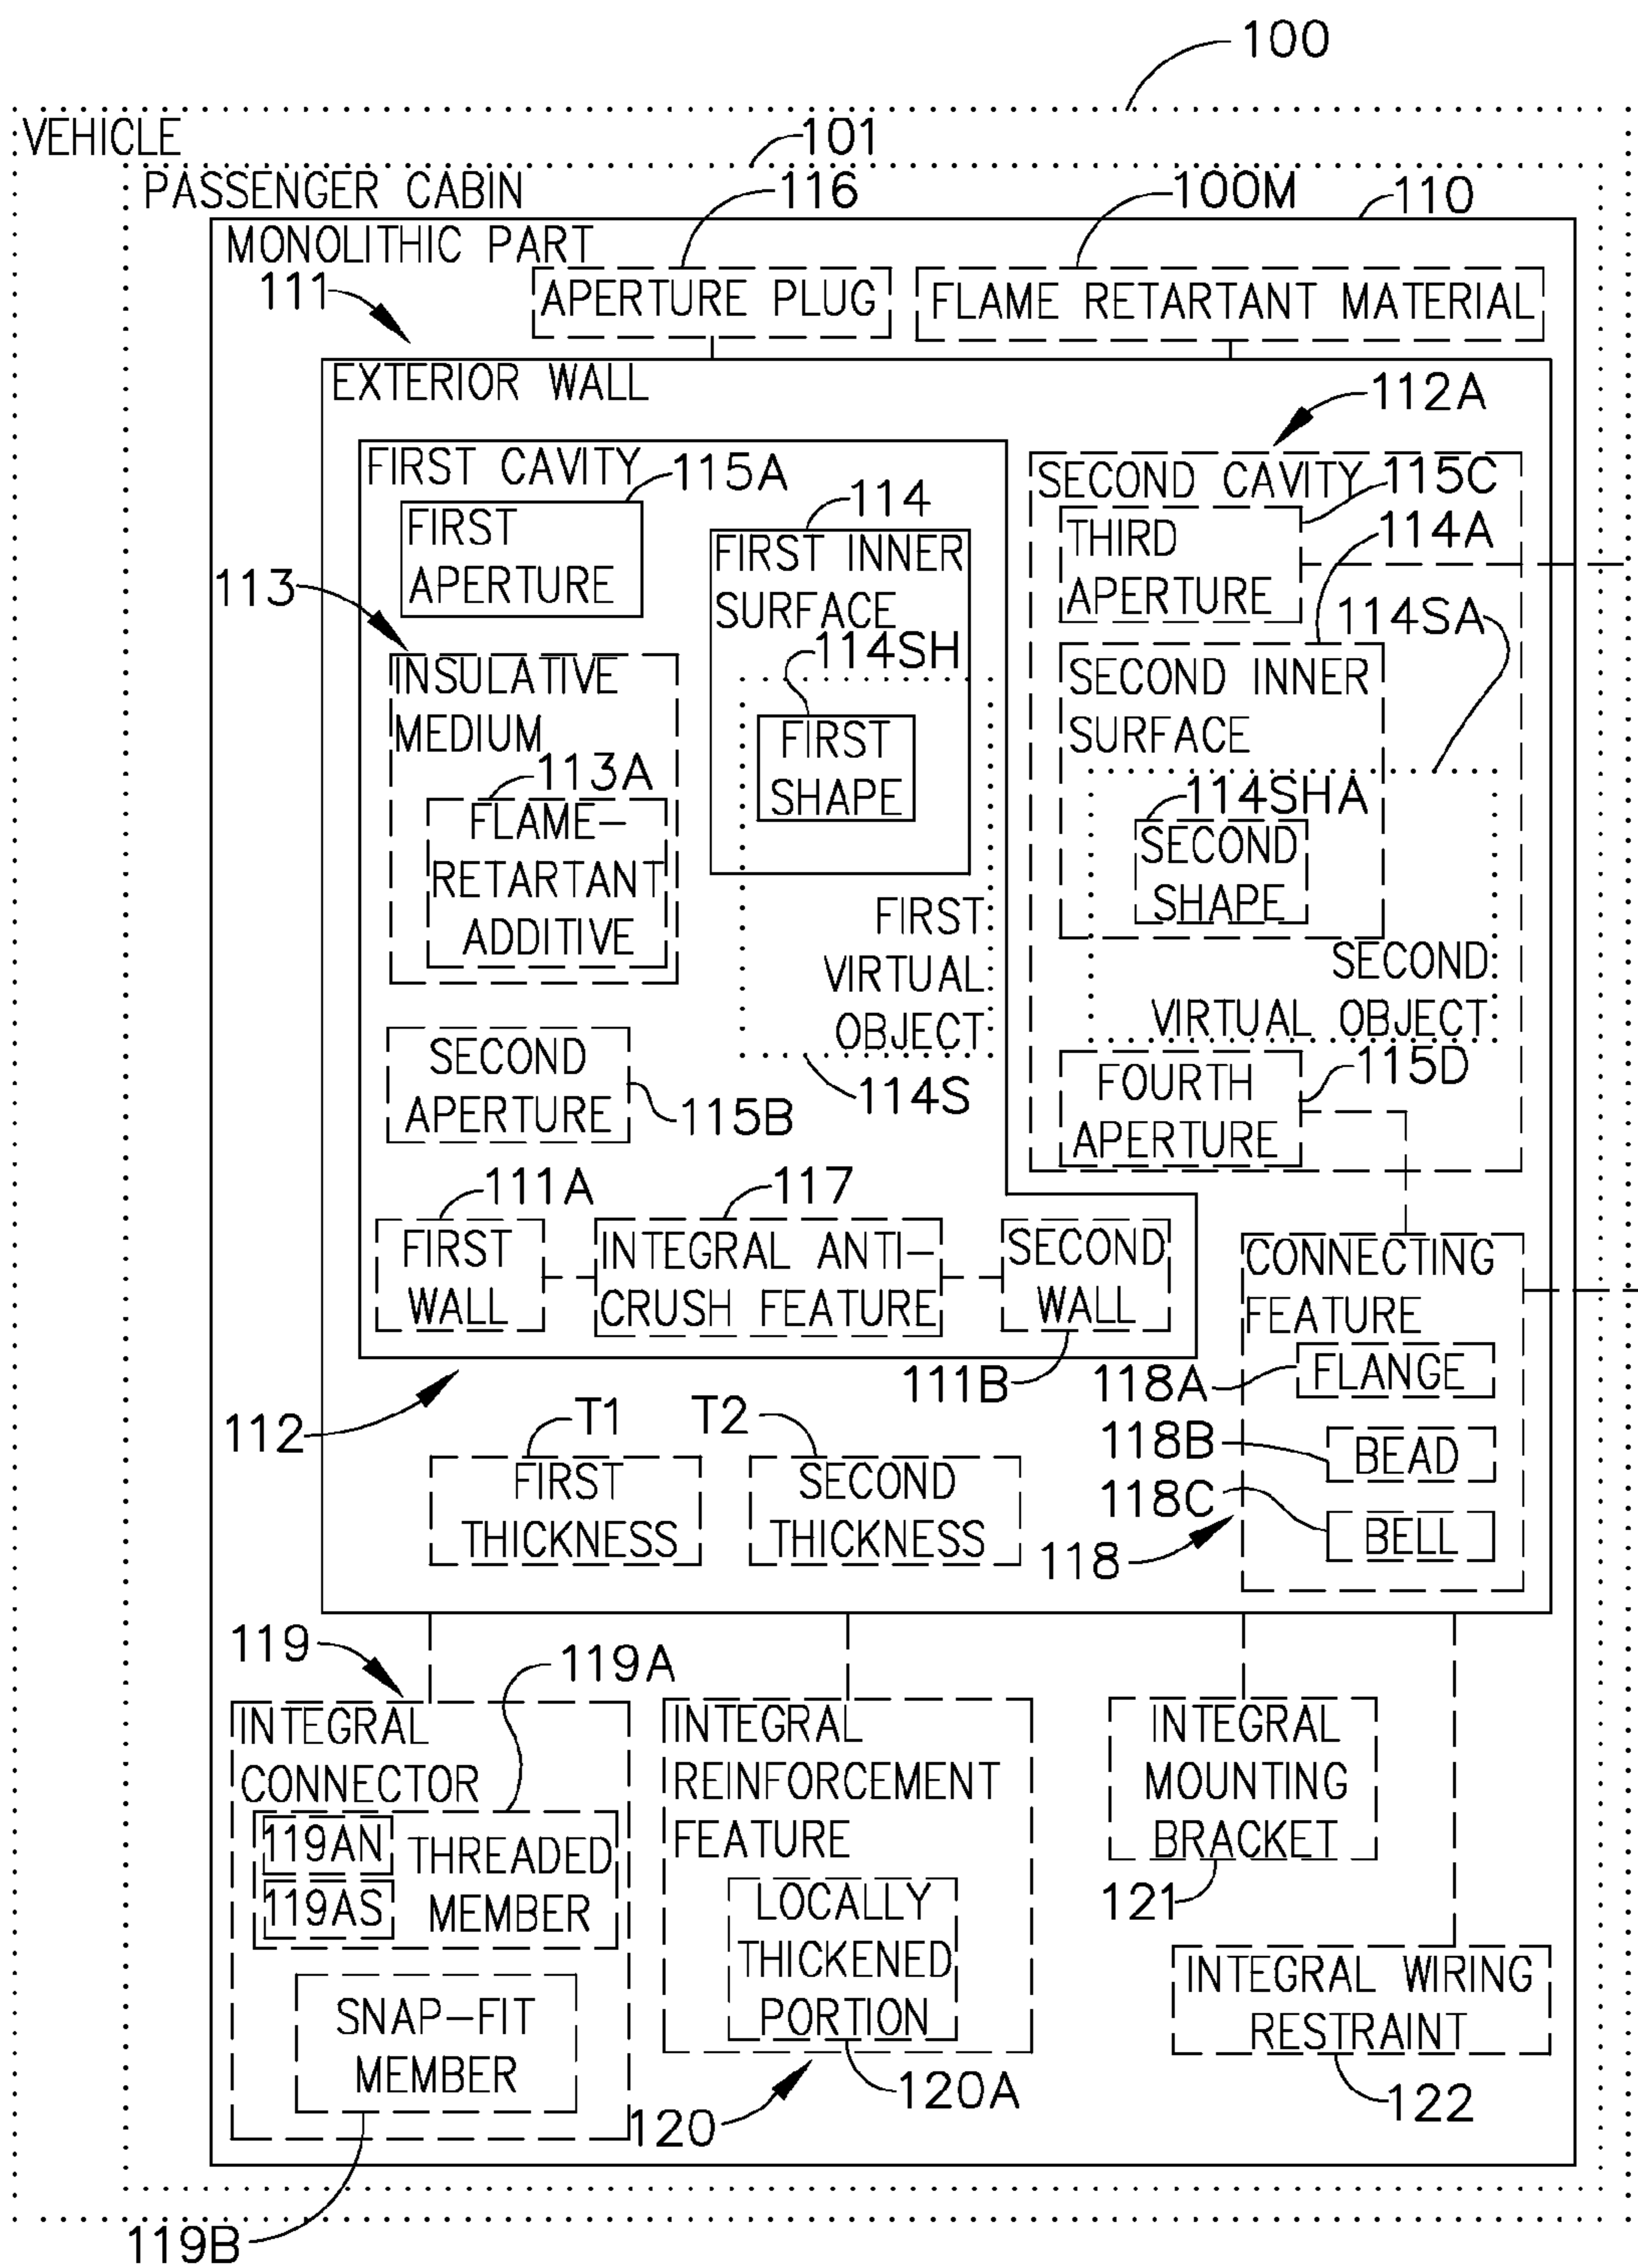 100
VEHICLE
101
PASSENGER CABIN
116
100M
110
MONOLITHIC PART
111
APERTURE PLUG
FLAME RETARTANT MATERIAL
EXTERIOR WALL
112A
FIRST CAVITY
115A
FIRST
APERTURE
114
FIRST INNER
SURFACE
113
114SH
FIRST
SHAPE
INSULATIVE
MEDIUM
113A
FLAME-
RETARTANT
ADDITIVE
FIRST
VIRTUAL
OBJECT
114S
SECOND
APERTURE
115B
SECOND CAVITY
115C
THIRD
APERTURE
114A
114SA
SECOND INNER
SURFACE
114SHA
SECOND
SHAPE
SECOND
VIRTUAL OBJECT
FOURTH
APERTURE
115D
111A
117
FIRST
WALL
INTEGRAL ANTI-
CRUSH FEATURE
SECOND
WALL
111B
112
CONNECTING
FEATURE
118A
FLANGE
118B
BEAD
118C
BELL
118
T1
T2
FIRST
THICKNESS
SECOND
THICKNESS
119
119A
INTEGRAL
CONNECTOR
119AN
119AS
THREADED
MEMBER
SNAP-FIT
MEMBER
119B
INTEGRAL
REINFORCEMENT
FEATURE
LOCALLY
THICKENED
PORTION
120
120A
INTEGRAL
MOUNTING
BRACKET
121
INTEGRAL WIRING
RESTRAINT
122